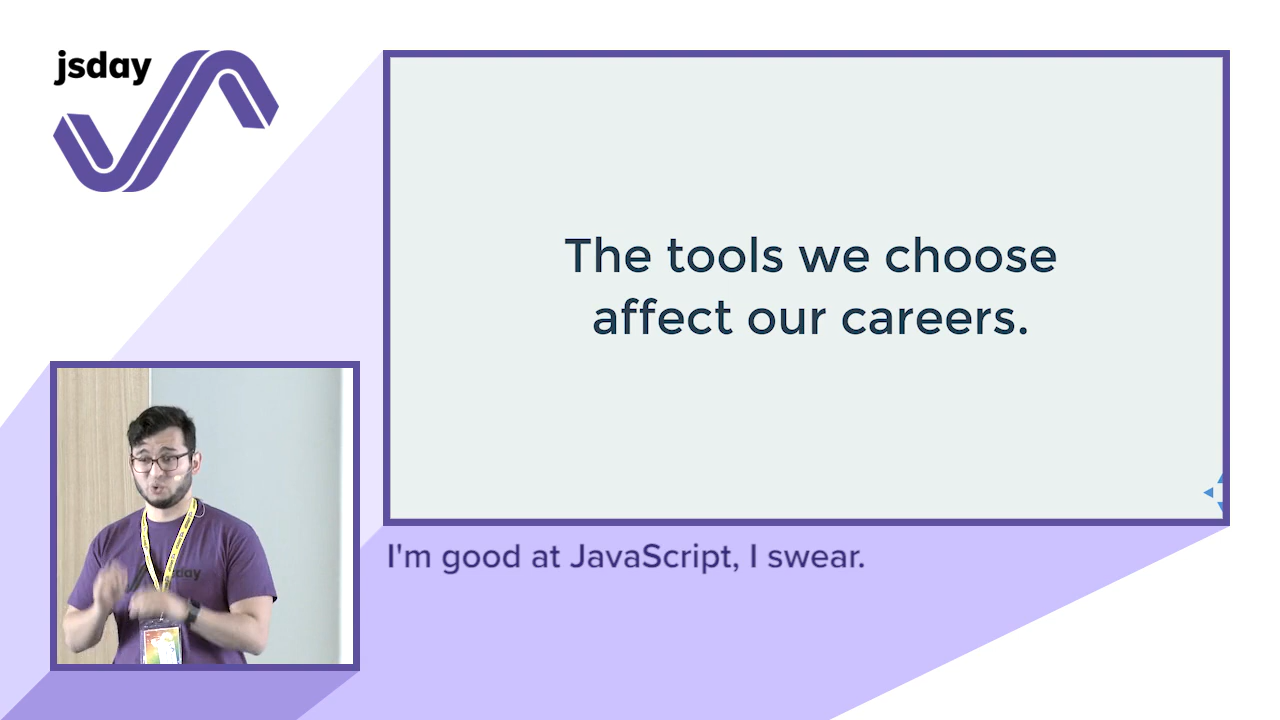 jsday
The tools we choose
affect our careers.
I'm good at JavaScript, I swear.